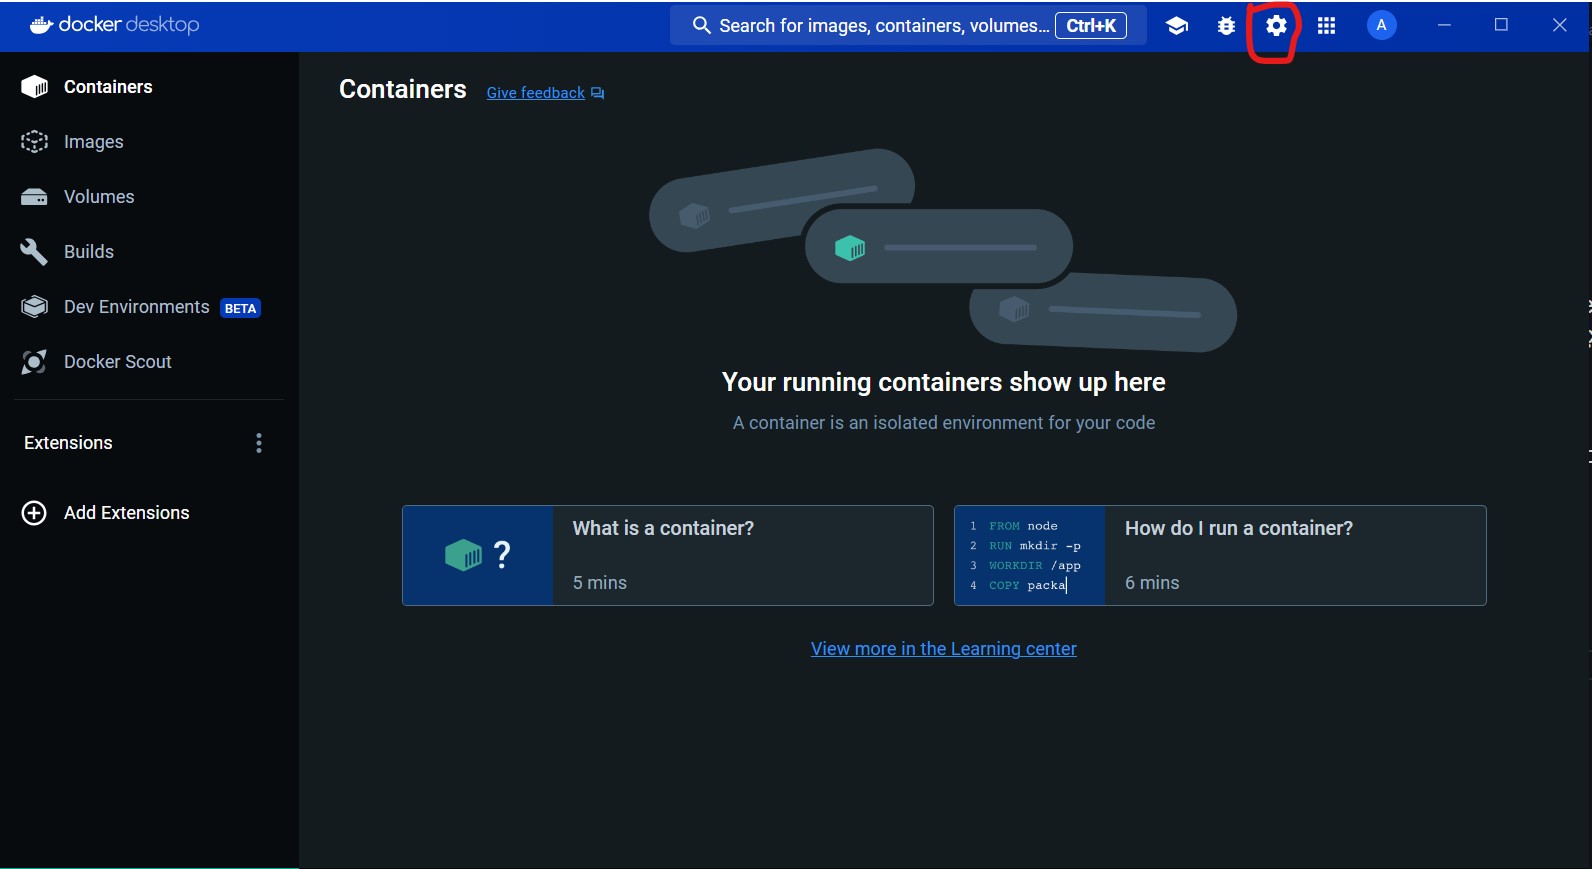 docker desktop
Search for images, containers, volumes... Ctrl+K
A
Containers
Images
Volumes
Builds
Dev Environments BETA
Docker Scout
Extensions
Add Extensions
Containers Give feedback
Your running containers show up here
A container is an isolated environment for your code
?
What is a container?
5 mins
1 FROM node
2 RUN mkdir -p
3 WORKDIR /app
4 COPY packa
How do I run a container?
6 mins
View more in the Learning center